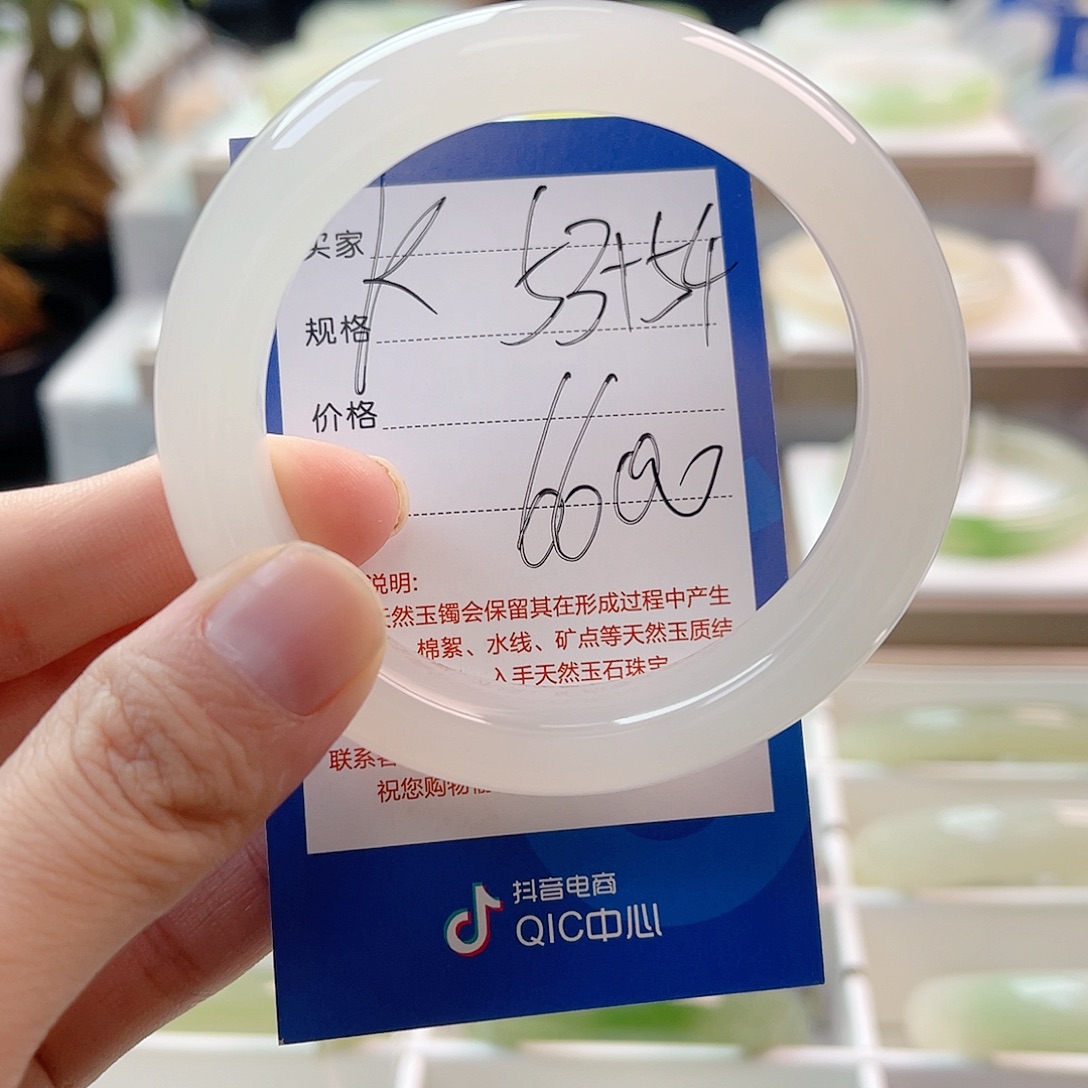 买家 K 53+54
规格
价格
6600
说明:
天然玉镯会保留其在形成过程中产生
棉絮、水线、矿点等天然玉质结
入手天然玉石珠宝
联系客
祝您购物愉
抖音电商
QIC中心